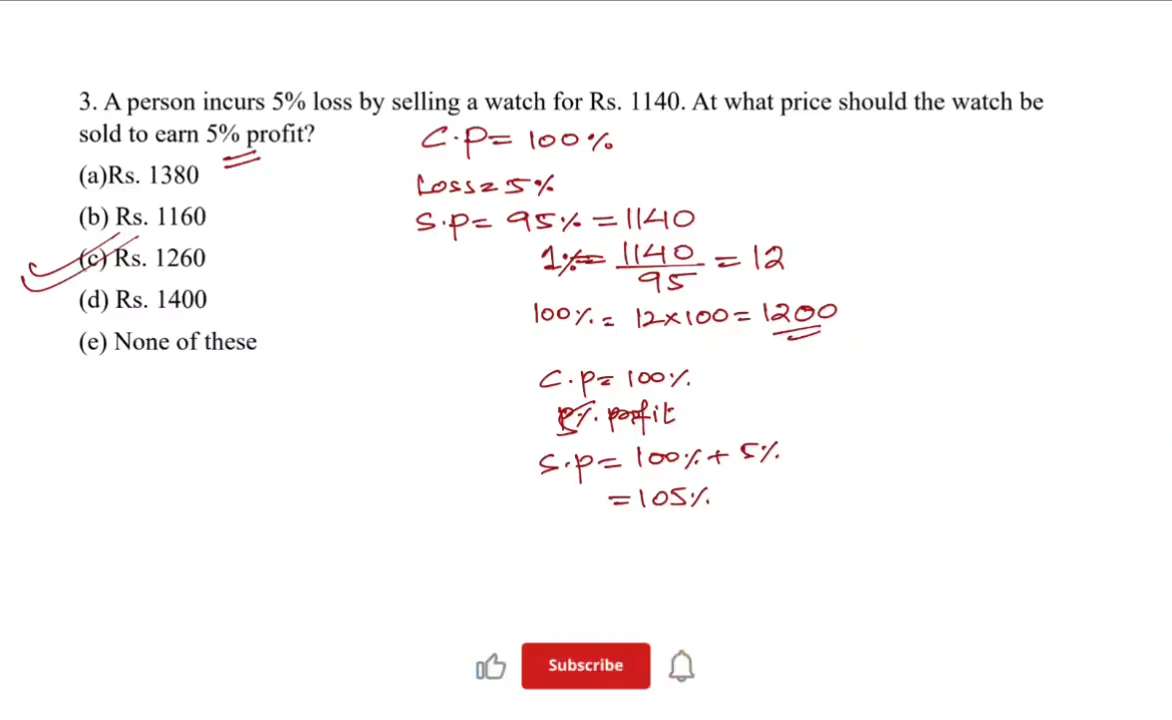 3. A person incurs 5% loss by selling a watch for Rs. 1140. At what price should the watch be
sold to earn 5% profit?
(a)Rs. 1380
(b) Rs. 1160
(c) Rs. 1260
(d) Rs. 1400
(e) None of these
C.P= 100%
Loss= 5%
S.P= 95% = 1140
1%= 1140/95 = 12
100% = 12×100= 1200
C.P= 100%
5% profit
S.P= 100% + 5%
=105%
Subscribe